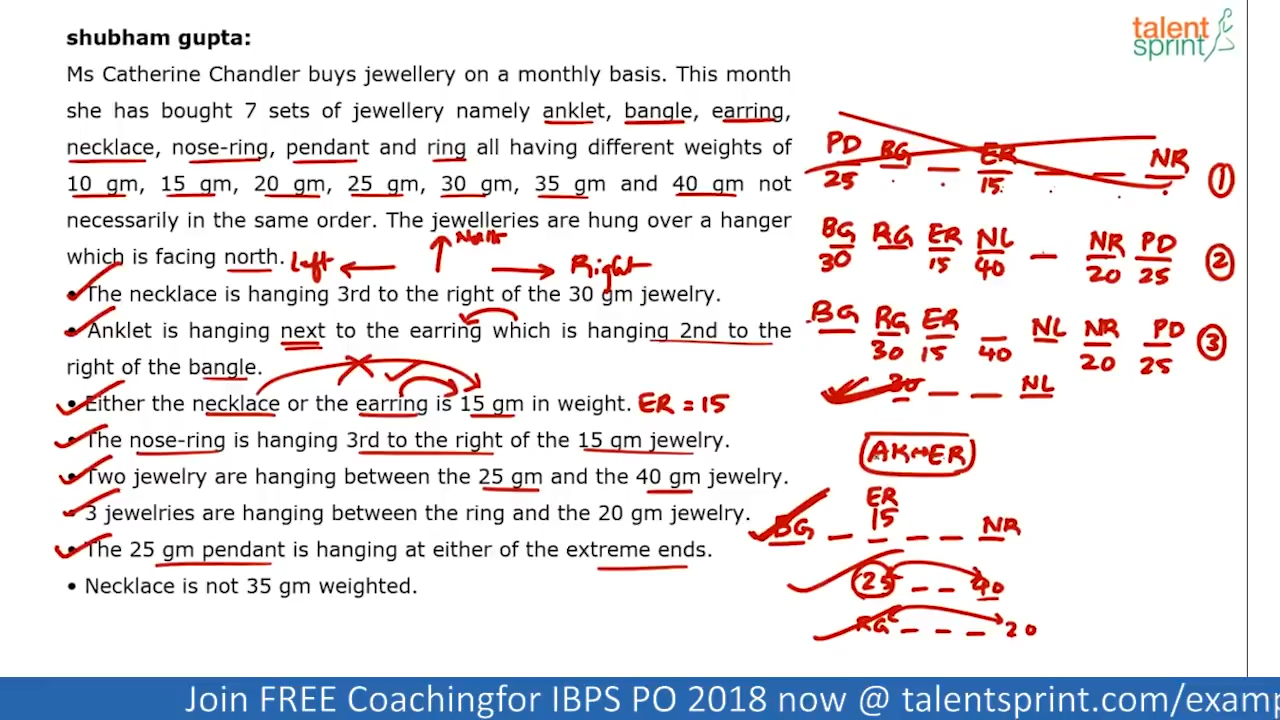 talent
sprint
shubham gupta:
Ms Catherine Chandler buys jewellery on a monthly basis. This month
she has bought 7 sets of jewellery namely anklet, bangle, earring,
necklace, nose-ring, pendant and ring all having different weights of
10 gm, 15 gm, 20 gm, 25 gm, 30 gm, 35 gm and 40 gm not
necessarily in the same order. The jewelleries are hung over a hanger
which is facing north.
North
Left Right
• The necklace is hanging 3rd to the right of the 30 gm jewelry.
• Anklet is hanging next to the earring which is hanging 2nd to the
right of the bangle.
• Either the necklace or the earring is 15 gm in weight. ER = 15
• The nose-ring is hanging 3rd to the right of the 15 gm jewelry.
• Two jewelry are hanging between the 25 gm and the 40 gm jewelry.
• 3 jewelries are hanging between the ring and the 20 gm jewelry.
• The 25 gm pendant is hanging at either of the extreme ends.
• Necklace is not 35 gm weighted.
PD BG ER NR
25 15 1
BG RG ER NL NR PD
30 15 40 20 25 2
BG RG ER NL NR PD
30 15 40 20 25 3
30 NL
AKNER
ER
15
BG NR
25 40
RG 20
Join FREE Coachingfor IBPS PO 2018 now @ talentsprint.com/examp